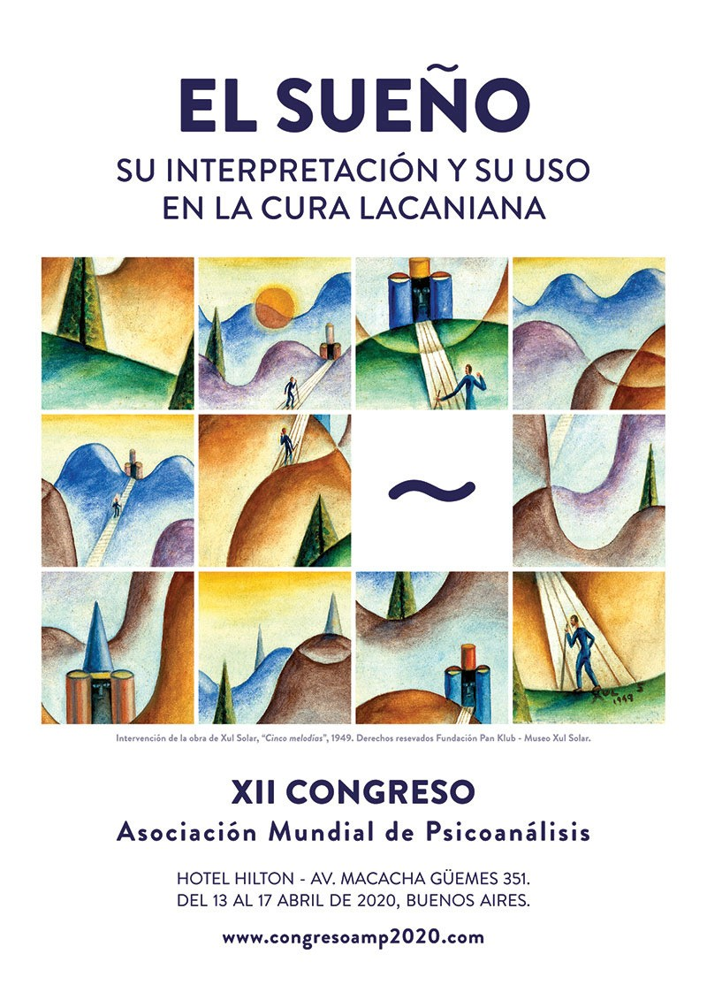 EL SUEÑO
SU INTERPRETACIÓN Y SU USO
EN LA CURA LACANIANA
~
XUL S
1949
Intervención de la obra de Xul Solar, “Cinco melodías”, 1949. Derechos resevados Fundación Pan Klub - Museo Xul Solar.
XII CONGRESO
Asociación Mundial de Psicoanálisis
HOTEL HILTON - AV. MACACHA GÜEMES 351.
DEL 13 AL 17 ABRIL DE 2020, BUENOS AIRES.
www.congresoamp2020.com